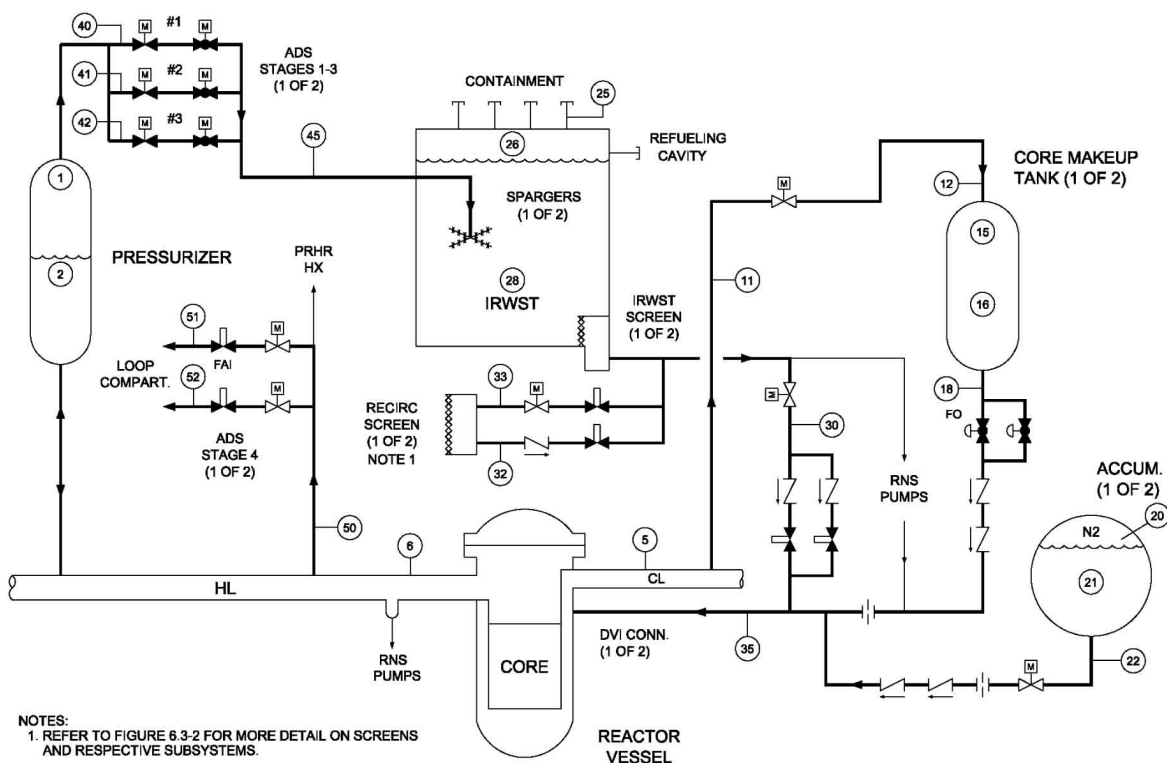 40
M
#1
M
41
M
#2
M
42
M
#3
M
ADS
STAGES 1-3
(1 OF 2)
45
CONTAINMENT
25
26
REFUELING
CAVITY
SPARGERS
(1 OF 2)
28
IRWST
IRWST
SCREEN
(1 OF 2)
1
2
PRESSURIZER
PRHR
HX
51
M
FAI
LOOP
COMPART.
52
M
ADS
STAGE 4
(1 OF 2)
50
33
M
RECIRC
SCREEN
(1 OF 2)
NOTE 1
32
M
12
CORE MAKEUP
TANK (1 OF 2)
15
16
11
18
FO
M
30
RNS
PUMPS
ACCUM.
(1 OF 2)
20
N2
21
22
M
6
HL
5
CL
RNS
PUMPS
CORE
DVI CONN.
(1 OF 2)
35
REACTOR
VESSEL
NOTES:
1. REFER TO FIGURE 6.3-2 FOR MORE DETAIL ON SCREENS
AND RESPECTIVE SUBSYSTEMS.